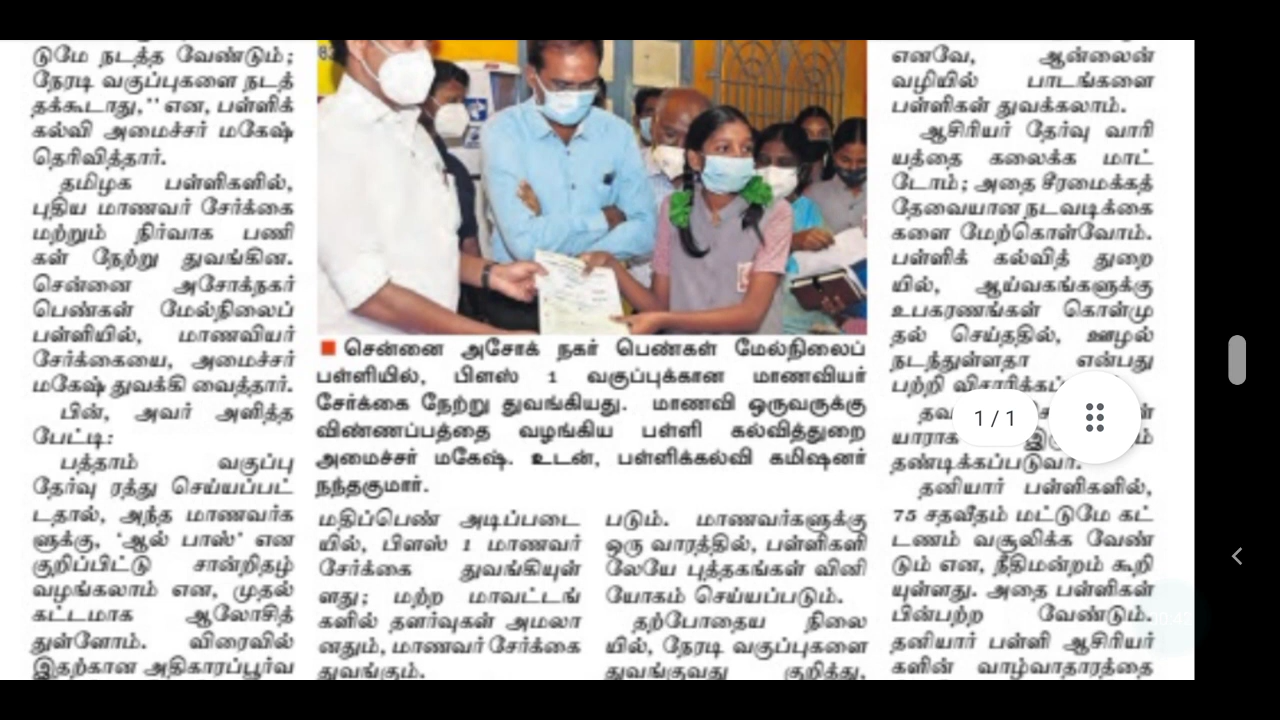 டுமே நடத்த வேண்டும்;
நேரடி வகுப்புகளை நடத்
தக்கூடாது,'' என, பள்ளிக்
கல்வி அமைச்சர் மகேஷ்
தெரிவித்தார்.
தமிழக பள்ளிகளில்,
புதிய மாணவர் சேர்க்கை
மற்றும் நிர்வாக பணி
கள் நேற்று துவங்கின.
சென்னை அசோக்நகர்
பெண்கள் மேல்நிலைப்
பள்ளியில், மாணவியர்
சேர்க்கையை, அமைச்சர்
மகேஷ் துவக்கி வைத்தார்.
பின், அவர் அளித்த
பேட்டி:
பத்தாம் வகுப்பு
தேர்வு ரத்து செய்யப்பட்
டதால், அந்த மாணவர்க
ளுக்கு, 'ஆல் பாஸ்' என
குறிப்பிட்டு சான்றிதழ்
வழங்கலாம் என, முதல்
கட்டமாக ஆலோசித்
துள்ளோம். விரைவில்
இதற்கான அதிகாரப்பூர்வ
சென்னை அசோக் நகர் பெண்கள் மேல்நிலைப்
பள்ளியில், பிளஸ் 1 வகுப்புக்கான மாணவியர்
சேர்க்கை நேற்று துவங்கியது. மாணவி ஒருவருக்கு
விண்ணப்பத்தை வழங்கிய பள்ளி கல்வித்துறை
அமைச்சர் மகேஷ். உடன், பள்ளிக்கல்வி கமிஷனர்
நந்தகுமார்.
மதிப்பெண் அடிப்படை
யில், பிளஸ் 1 மாணவர்
சேர்க்கை துவங்கியுள்
ளது; மற்ற மாவட்டங்
களில் தளர்வுகள் அமலா
னதும், மாணவர் சேர்க்கை
துவங்கும்.
படும். மாணவர்களுக்கு
ஒரு வாரத்தில், பள்ளிகளி
லேயே புத்தகங்கள் வினி
யோகம் செய்யப்படும்.
தற்போதைய நிலை
யில், நேரடி வகுப்புகளை
துவங்குவது குறித்து,
எனவே, ஆன்லைன்
வழியில் பாடங்களை
பள்ளிகள் துவக்கலாம்.
ஆசிரியர் தேர்வு வாரி
யத்தை கலைக்க மாட்
டோம்; அதை சீரமைக்கத்
தேவையான நடவடிக்கை
களை மேற்கொள்வோம்.
பள்ளிக் கல்வித் துறை
யில், ஆய்வகங்களுக்கு
உபகரணங்கள் கொள்மு
தல் செய்ததில், ஊழல்
நடந்துள்ளதா என்பது
பற்றி
யாராக
தண்டிக்கப்படுவர்.
தனியார் பள்ளிகளில்,
75 சதவீதம் மட்டுமே கட்
டணம் வசூலிக்க வேண்
டும் என, நீதிமன்றம் கூறி
யுள்ளது. அதை பள்ளிகள்
பின்பற்ற வேண்டும்.
தனியார் பள்ளி ஆசிரியர்
களின் வாழ்வாதாரத்தை
1 / 1